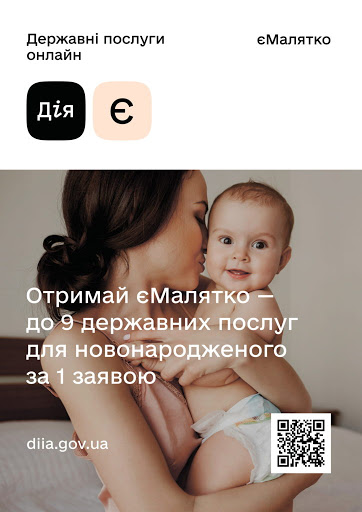 Державні послуги
онлайн
єМалятко
Дія
Є
Отримай єМалятко —
до 9 державних послуг
для новонародженого
за 1 заявою
diia.gov.ua